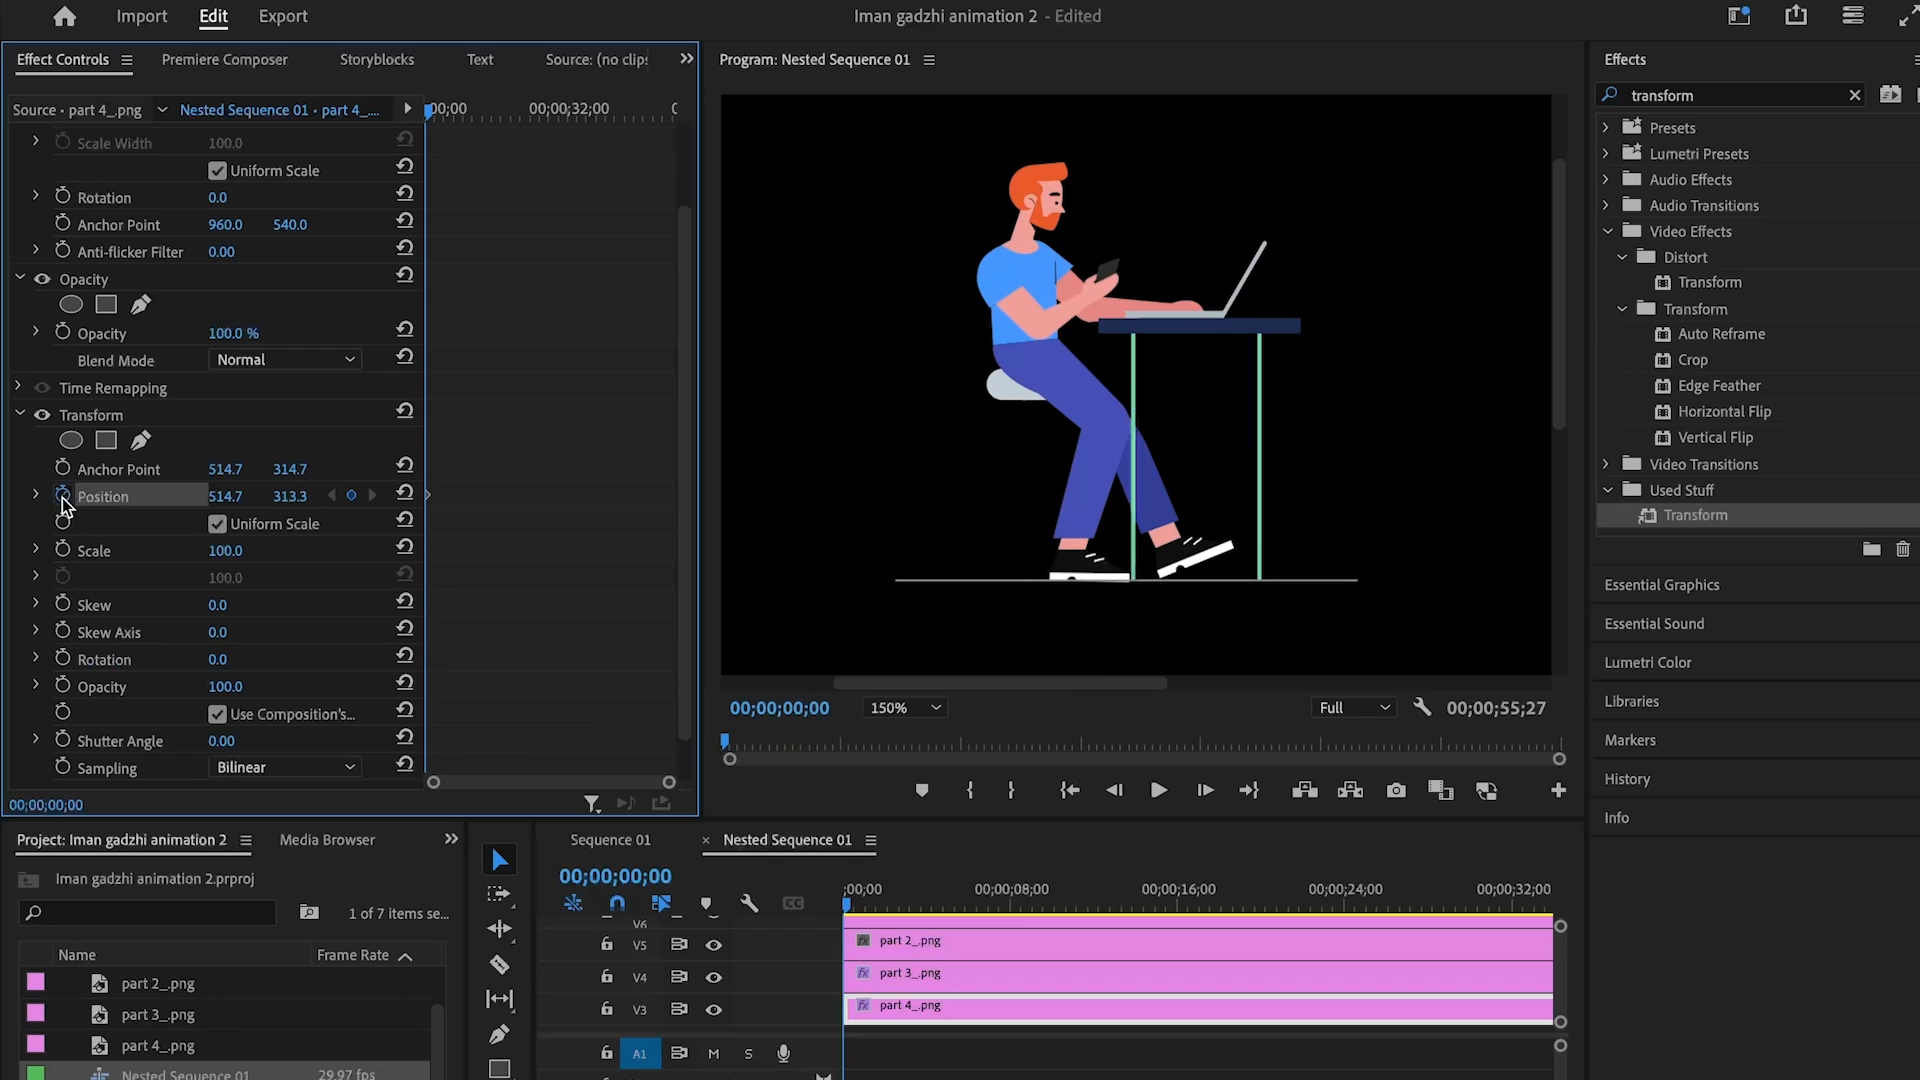 Import Edit Export Iman gadzhi animation 2 - Edited
Effect Controls Premiere Composer Storyblocks Text Source: (no clips
Source • part 4_.png Nested Sequence 01 • part 4_....
00;00 00;00;32;00
Scale Width 100.0
Uniform Scale
Rotation 0.0
Anchor Point 960.0 540.0
Anti-flicker Filter 0.00
Opacity
Opacity 100.0 %
Blend Mode Normal
Time Remapping
Transform
Anchor Point 514.7 314.7
Position 514.7 313.3
Uniform Scale
Scale 100.0
100.0
Skew 0.0
Skew Axis 0.0
Rotation 0.0
Opacity 100.0
Use Composition's...
Shutter Angle 0.00
Sampling Bilinear
00;00;00;00
Program: Nested Sequence 01
00;00;00;00 150% Full 00;00;55;27
Effects
transform
Presets
Lumetri Presets
Audio Effects
Audio Transitions
Video Effects
Distort
Transform
Transform
Auto Reframe
Crop
Edge Feather
Horizontal Flip
Vertical Flip
Video Transitions
Used Stuff
Transform
Essential Graphics
Essential Sound
Lumetri Color
Libraries
Markers
History
Info
Project: Iman gadzhi animation 2 Media Browser
Iman gadzhi animation 2.prproj
1 of 7 items se...
Name Frame Rate
part 2_.png
part 3_.png
part 4_.png
Nested Sequence 01 29.97 fps
Sequence 01 × Nested Sequence 01
00;00;00;00
;00;00 00;00;08;00 00;00;16;00 00;00;24;00 00;00;32;00
CC
V6
V5 fx part 2_.png
V4 fx part 3_.png
V3 fx part 4_.png
A1 M S